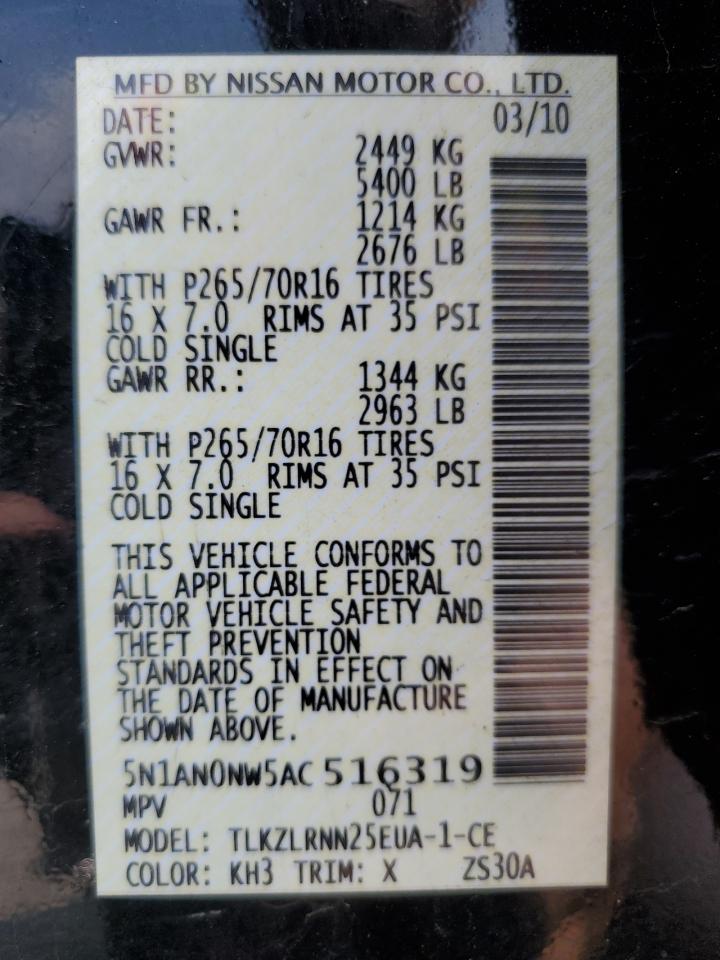 MFD BY NISSAN MOTOR CO., LTD.
DATE: 03/10
GVWR: 2449 KG
5400 LB
GAWR FR.: 1214 KG
2676 LB
WITH P265/70R16 TIRES
16 X 7.0 RIMS AT 35 PSI
COLD SINGLE
GAWR RR.: 1344 KG
2963 LB
WITH P265/70R16 TIRES
16 X 7.0 RIMS AT 35 PSI
COLD SINGLE
THIS VEHICLE CONFORMS TO
ALL APPLICABLE FEDERAL
MOTOR VEHICLE SAFETY AND
THEFT PREVENTION
STANDARDS IN EFFECT ON
THE DATE OF MANUFACTURE
SHOWN ABOVE.
5N1AN0NW5AC 516319
MPV 071
MODEL: TLKZLRNN25EUA-1-CE
COLOR: KH3 TRIM: X ZS30A